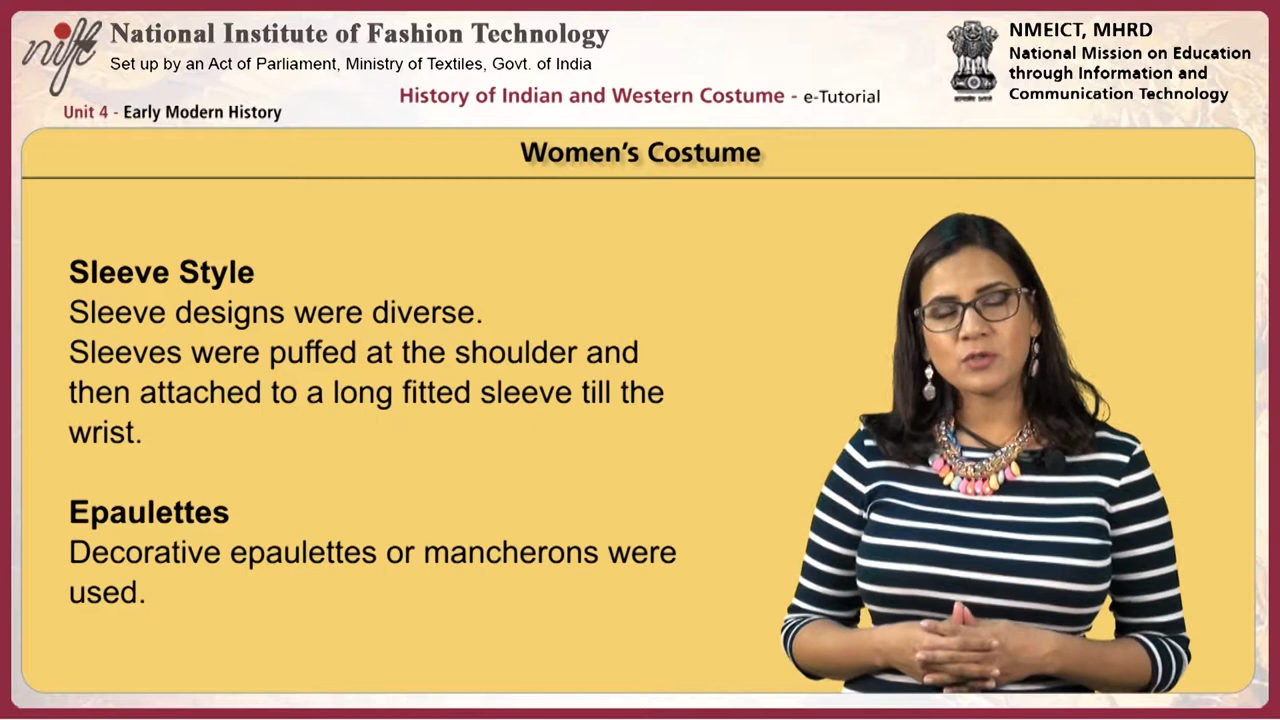 nift
National Institute of Fashion Technology
Set up by an Act of Parliament, Ministry of Textiles, Govt. of India
NMEICT, MHRD
National Mission on Education
through Information and
Communication Technology
History of Indian and Western Costume - e-Tutorial
Unit 4 - Early Modern History
Women's Costume
Sleeve Style
Sleeve designs were diverse.
Sleeves were puffed at the shoulder and
then attached to a long fitted sleeve till the
wrist.
Epaulettes
Decorative epaulettes or mancherons were
used.